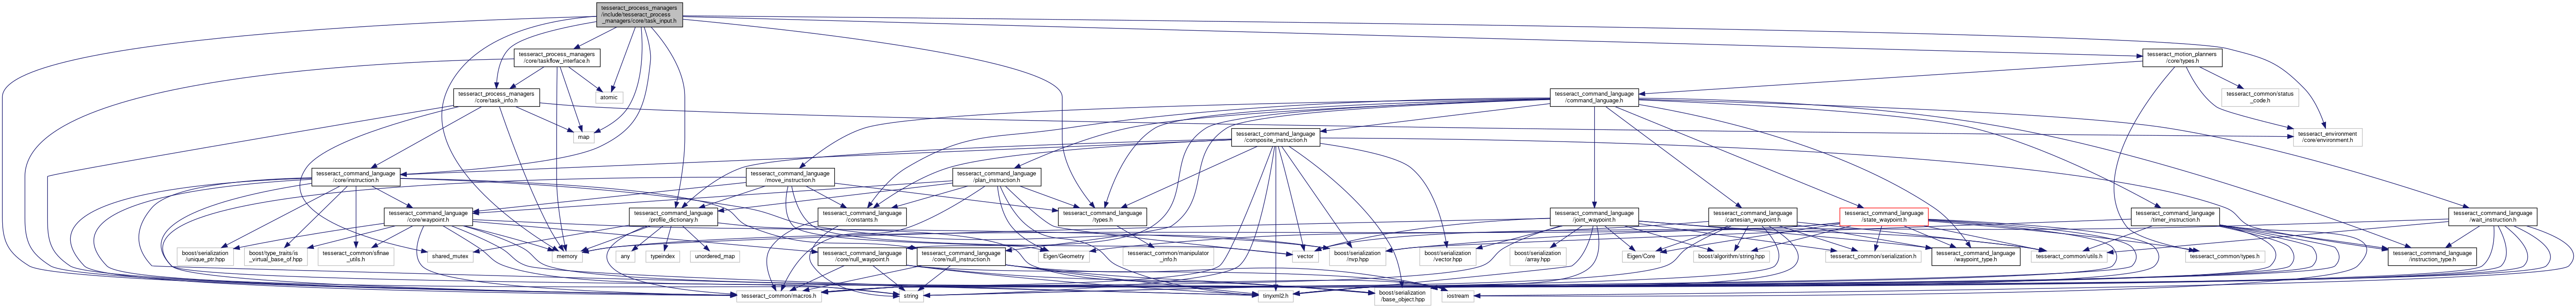 tesseract_process_managers
/include/tesseract_process
_managers/core/task_input.h
tesseract_process_managers
/core/taskflow_interface.h
tesseract_motion_planners
/core/types.h
tesseract_process_managers
/core/task_info.h
atomic
tesseract_command_language
/command_language.h
tesseract_common/status
_code.h
map
tesseract_command_language
/composite_instruction.h
tesseract_environment
/core/environment.h
tesseract_command_language
/core/instruction.h
tesseract_command_language
/move_instruction.h
tesseract_command_language
/plan_instruction.h
tesseract_command_language
/core/waypoint.h
tesseract_command_language
/profile_dictionary.h
tesseract_command_language
/constants.h
tesseract_command_language
/types.h
tesseract_command_language
/joint_waypoint.h
tesseract_command_language
/cartesian_waypoint.h
tesseract_command_language
/state_waypoint.h
tesseract_command_language
/timer_instruction.h
tesseract_command_language
/wait_instruction.h
boost/serialization
/unique_ptr.hpp
boost/type_traits/is
_virtual_base_of.hpp
tesseract_common/sfinae
_utils.h
shared_mutex
memory
any
typeindex
unordered_map
tesseract_command_language
/core/null_waypoint.h
tesseract_command_language
/core/null_instruction.h
Eigen/Geometry
tesseract_common/manipulator
_info.h
vector
boost/serialization
/nvp.hpp
boost/serialization
/vector.hpp
boost/serialization
/array.hpp
Eigen/Core
boost/algorithm/string.hpp
tesseract_common/serialization.h
tesseract_command_language
/waypoint_type.h
tesseract_common/utils.h
tesseract_common/types.h
tesseract_command_language
/instruction_type.h
tesseract_common/macros.h
string
tinyxml2.h
boost/serialization
/base_object.hpp
iostream